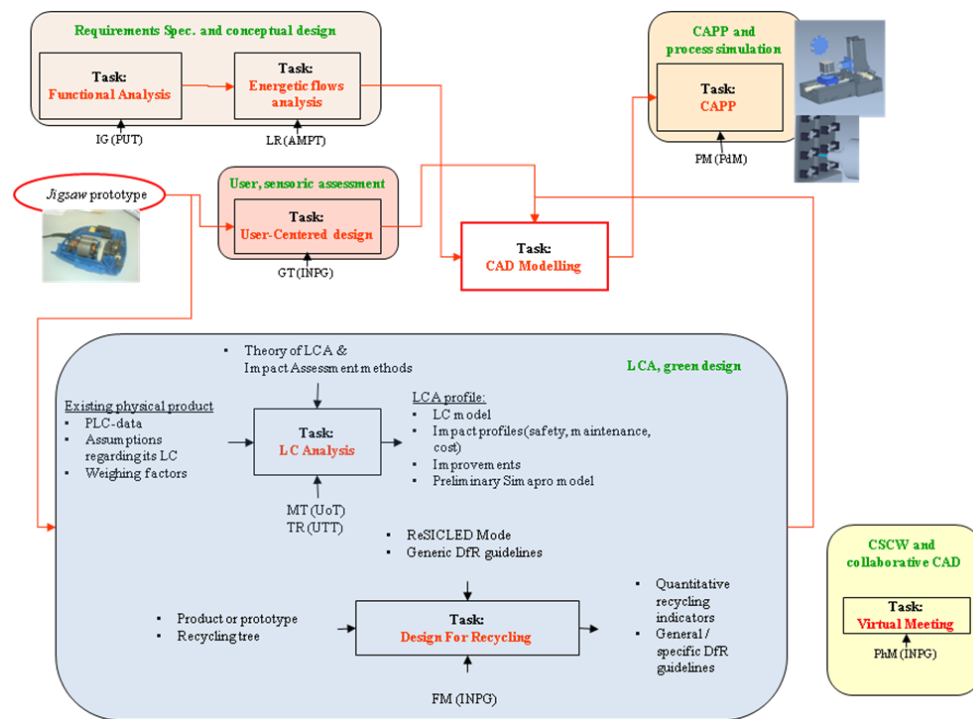 Requirements Spec. and conceptual design
Task:
Functional Analysis
Task:
Energetic flows
analysis
IG (PUT)
LR (AMPT)
CAPP and
process simulation
Task:
CAPP
PM (PdM)
Jigsaw prototype
User, sensoric assessment
Task:
User-Centered design
GT (INPG)
Task:
CAD Modelling
LCA, green design
▪ Theory of LCA &
Impact Assessment methods
Existing physical product
▪ PLC-data
▪ Assumptions
regarding its LC
▪ Weighing factors
Task:
LC Analysis
LCA profile:
▪ LC model
▪ Impact profiles (safety, maintenance,
cost)
▪ Improvements
▪ Preliminary Simapro model
MT (UoT)
TR (UTT)
▪ ReSICLED Mode
▪ Generic DfR guidelines
▪ Product or prototype
▪ Recycling tree
Task:
Design For Recycling
▪ Quantitative
recycling
indicators
▪ General /
specific DfR
guidelines
FM (INPG)
CSCW and
collaborative CAD
Task:
Virtual Meeting
PhM (INPG)